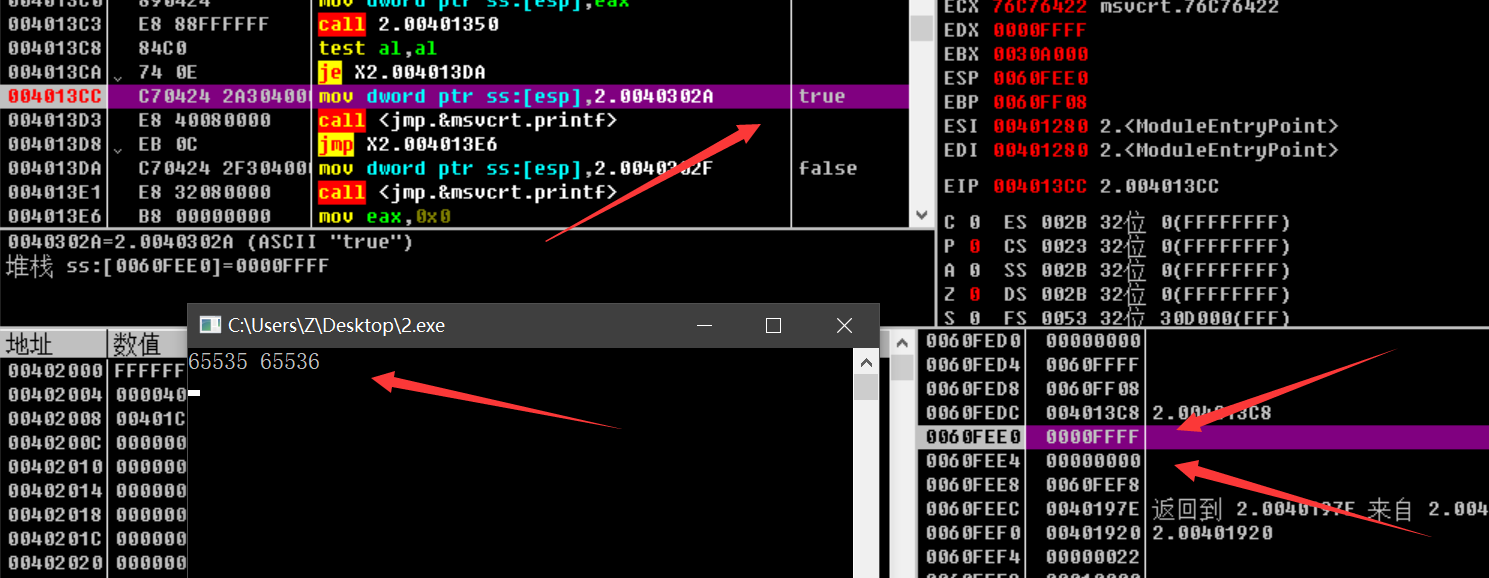 004013C0 890424 mov dword ptr ss:[esp],eax
004013C3 E8 88FFFFFF call 2.00401350
004013C8 84C0 test al,al
004013CA 74 0E je X2.004013DA
004013CC C70424 2A304000 mov dword ptr ss:[esp],2.0040302A true
004013D3 E8 40080000 call <jmp.&msvcrt.printf>
004013D8 EB 0C jmp X2.004013E6
004013DA C70424 2F304000 mov dword ptr ss:[esp],2.0040302F false
004013E1 E8 32080000 call <jmp.&msvcrt.printf>
004013E6 B8 00000000 mov eax,0x0
0040302A=2.0040302A (ASCII "true")
堆栈 ss:[0060FEE0]=0000FFFF
ECX 76C76422 msvcrt.76C76422
EDX 0000FFFF
EBX 0030A000
ESP 0060FEE0
EBP 0060FF08
ESI 00401280 2.<ModuleEntryPoint>
EDI 00401280 2.<ModuleEntryPoint>
EIP 004013CC 2.004013CC
C 0 ES 002B 32位 0(FFFFFFFF)
P 0 CS 0023 32位 0(FFFFFFFF)
A 0 SS 002B 32位 0(FFFFFFFF)
Z 0 DS 002B 32位 0(FFFFFFFF)
S 0 FS 0053 32位 30D000(FFF)
地址 数值
00402000 FFFFFF
00402004 000040
00402008 00401C
0040200C 000000
00402010 000000
00402014 000000
00402018 000000
0040201C 000000
00402020 000000
C:\Users\Z\Desktop\2.exe
65535 65536
0060FED0 00000000
0060FED4 0060FFFF
0060FED8 0060FF08
0060FEDC 004013C8 2.004013C8
0060FEE0 0000FFFF
0060FEE4 00000000
0060FEE8 0060FEF8
0060FEEC 0040197E 返回到 2.0040197E 来自 2.004
0060FEF0 00401920 2.00401920
0060FEF4 00000022